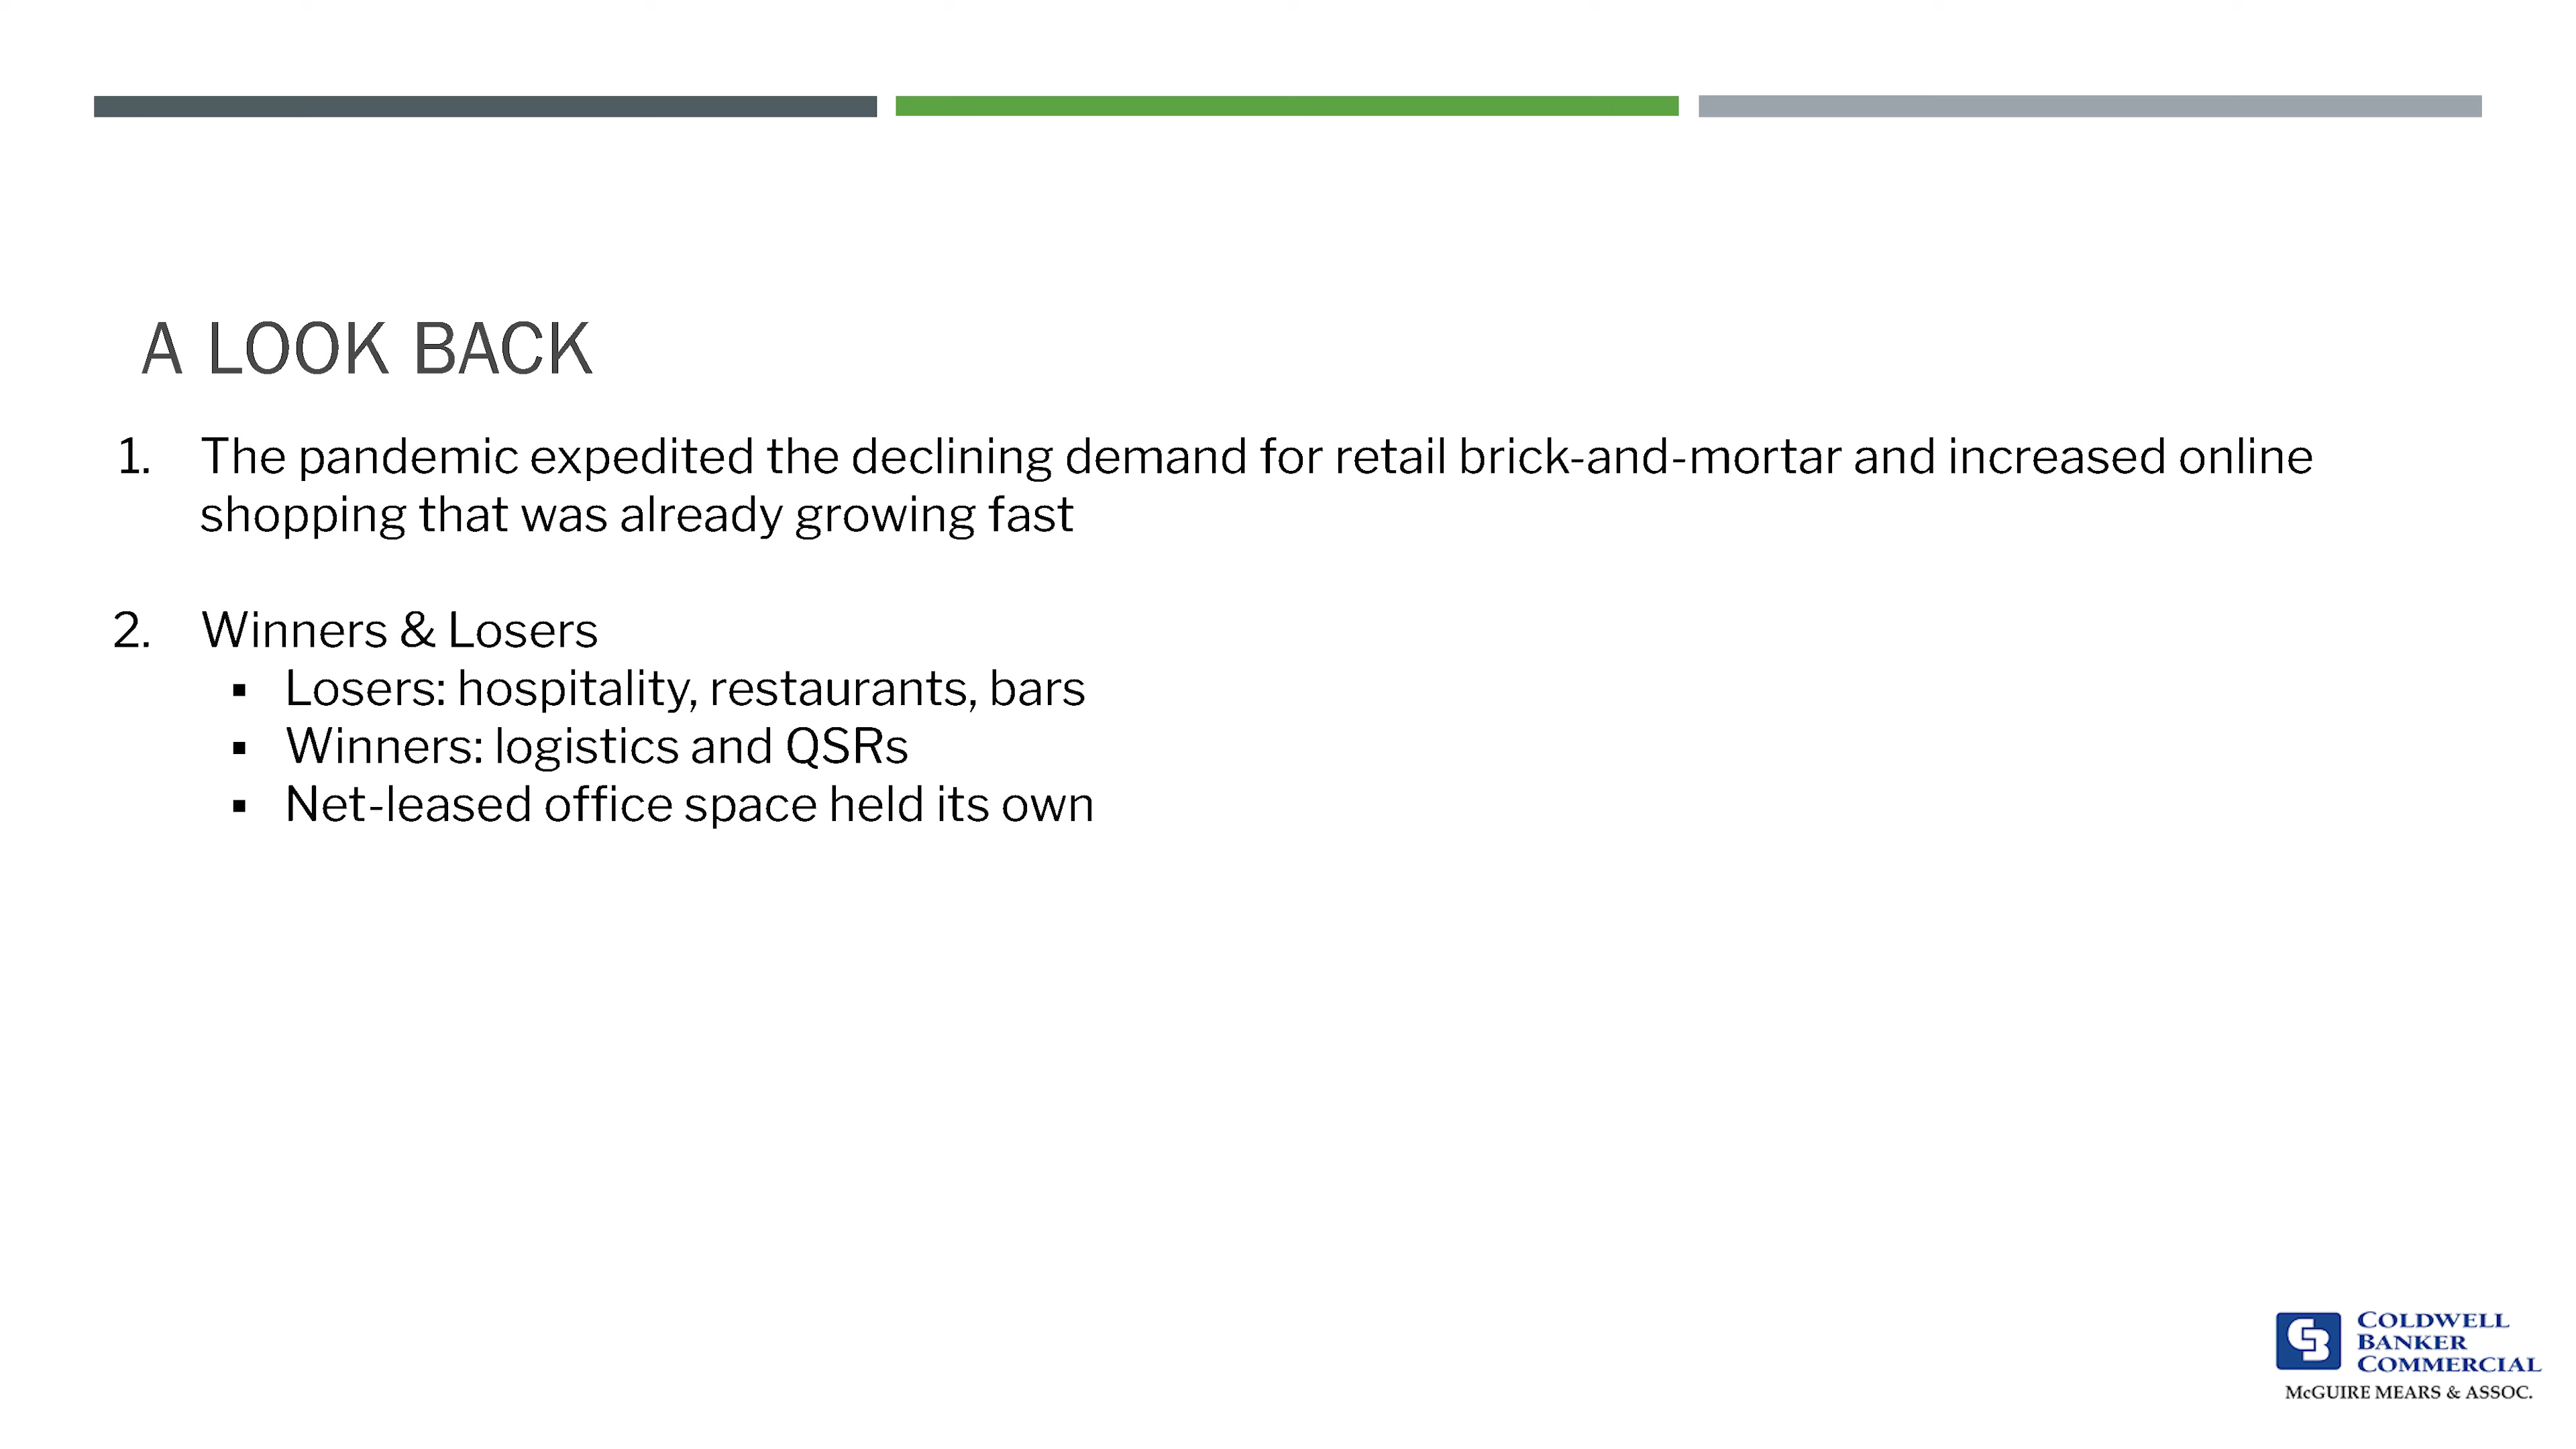 A LOOK BACK
1. The pandemic expedited the declining demand for retail brick-and-mortar and increased online
shopping that was already growing fast
2. Winners & Losers
▪ Losers: hospitality, restaurants, bars
▪ Winners: logistics and QSRs
▪ Net-leased office space held its own
CB
COLDWELL
BANKER
COMMERCIAL
McGUIRE MEARS & ASSOC.